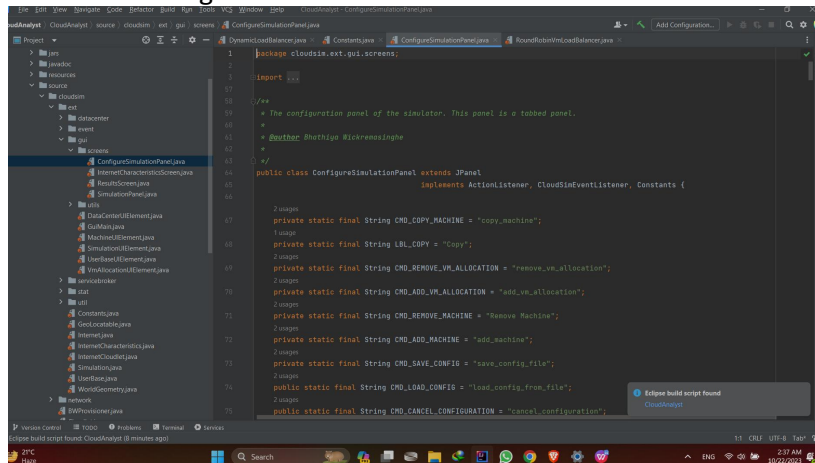 File Edit View Navigate Code Refactor Build Run Tools VCS Window Help CloudAnalyst - ConfigureSimulationPanel.java
oudAnalyst CloudAnalyst source cloudsim ext gui screens ConfigureSimulationPanel.java
Add Configuration...
Project
DynamicLoadBalancer.java Constants.java ConfigureSimulationPanel.java RoundRobinVmLoadBalancer.java
jars
javadoc
resources
source
cloudsim
ext
datacenter
event
gui
screens
ConfigureSimulationPanel.java
InternetCharacteristicsScreen.java
ResultsScreen.java
SimulationPanel.java
utils
DataCenterUIElement.java
GuiMain.java
MachineUIElement.java
SimulationUIElement.java
UserBaseUIElement.java
VmAllocationUIElement.java
servicebroker
stat
util
Constants.java
GeoLocatable.java
Internet.java
InternetCharacteristics.java
InternetCloudlet.java
Simulation.java
UserBase.java
WorldGeometry.java
network
BWProvisioner.java
1 package cloudsim.ext.gui.screens;
2
3 import ...
57
58 /**
59 * The configuration panel of the simulator. This panel is a tabbed panel.
60 *
61 * @author Bhathiya Wickremasinghe
62 *
63 */
64 public class ConfigureSimulationPanel extends JPanel
65 implements ActionListener, CloudSimEventListener, Constants {
66
2 usages
67 private static final String CMD_COPY_MACHINE = "copy_machine";
1 usage
68 private static final String LBL_COPY = "Copy";
2 usages
69 private static final String CMD_REMOVE_VM_ALLOCATION = "remove_vm_allocation";
2 usages
70 private static final String CMD_ADD_VM_ALLOCATION = "add_vm_allocation";
2 usages
71 private static final String CMD_REMOVE_MACHINE = "Remove Machine";
2 usages
72 private static final String CMD_ADD_MACHINE = "add_machine";
2 usages
73 private static final String CMD_SAVE_CONFIG = "save_config_file";
2 usages
74 public static final String CMD_LOAD_CONFIG = "load_config_from_file";
2 usages
75 public static final String CMD_CANCEL_CONFIGURATION = "cancel_configuration";
Eclipse build script found
CloudAnalyst
Version Control TODO Problems Terminal Services
Eclipse build script found: CloudAnalyst (8 minutes ago)
1:1 CRLF UTF-8 Tab*
21°C
Haze
Search
ENG
2:37 AM
10/22/2023